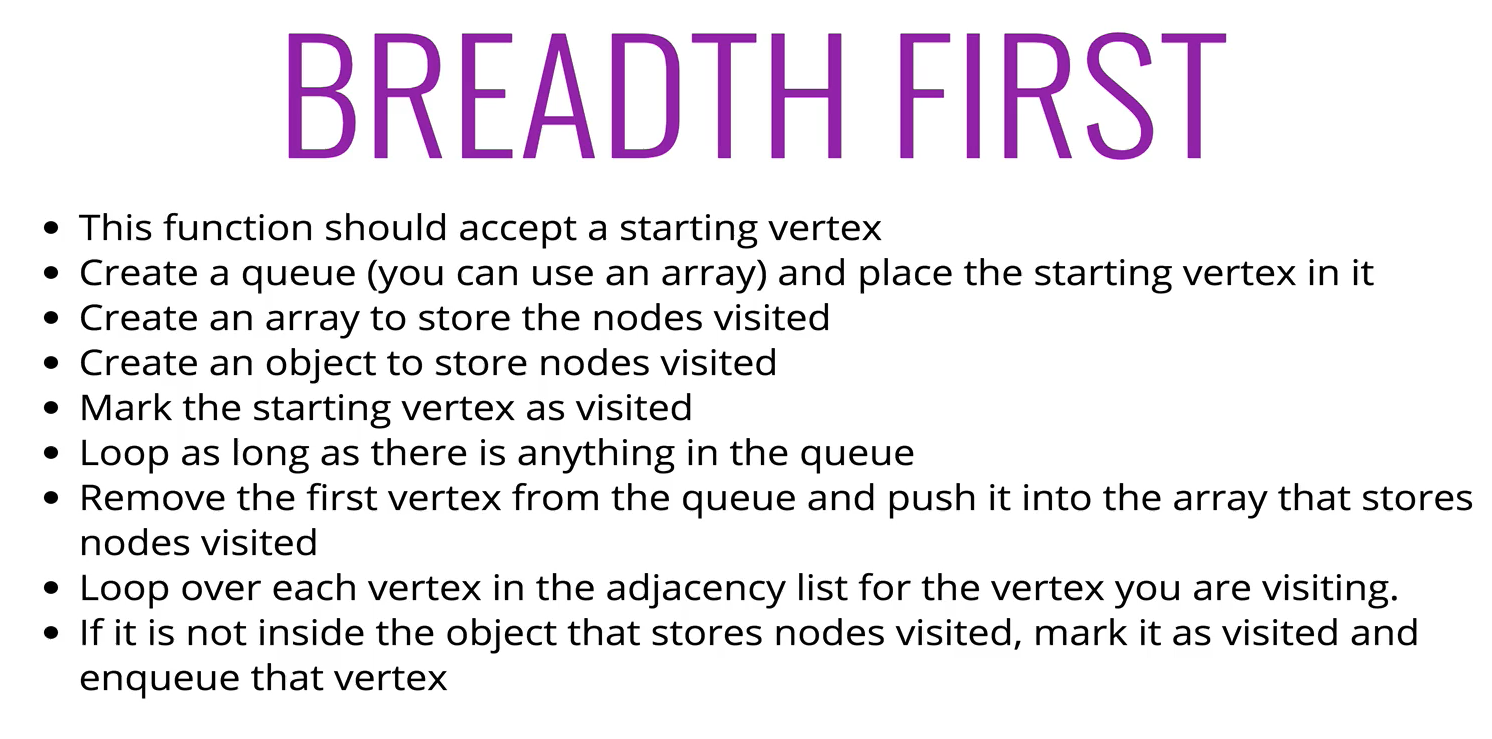 BREADTH FIRST
• This function should accept a starting vertex
• Create a queue (you can use an array) and place the starting vertex in it
• Create an array to store the nodes visited
• Create an object to store nodes visited
• Mark the starting vertex as visited
• Loop as long as there is anything in the queue
• Remove the first vertex from the queue and push it into the array that stores
nodes visited
• Loop over each vertex in the adjacency list for the vertex you are visiting.
• If it is not inside the object that stores nodes visited, mark it as visited and
enqueue that vertex